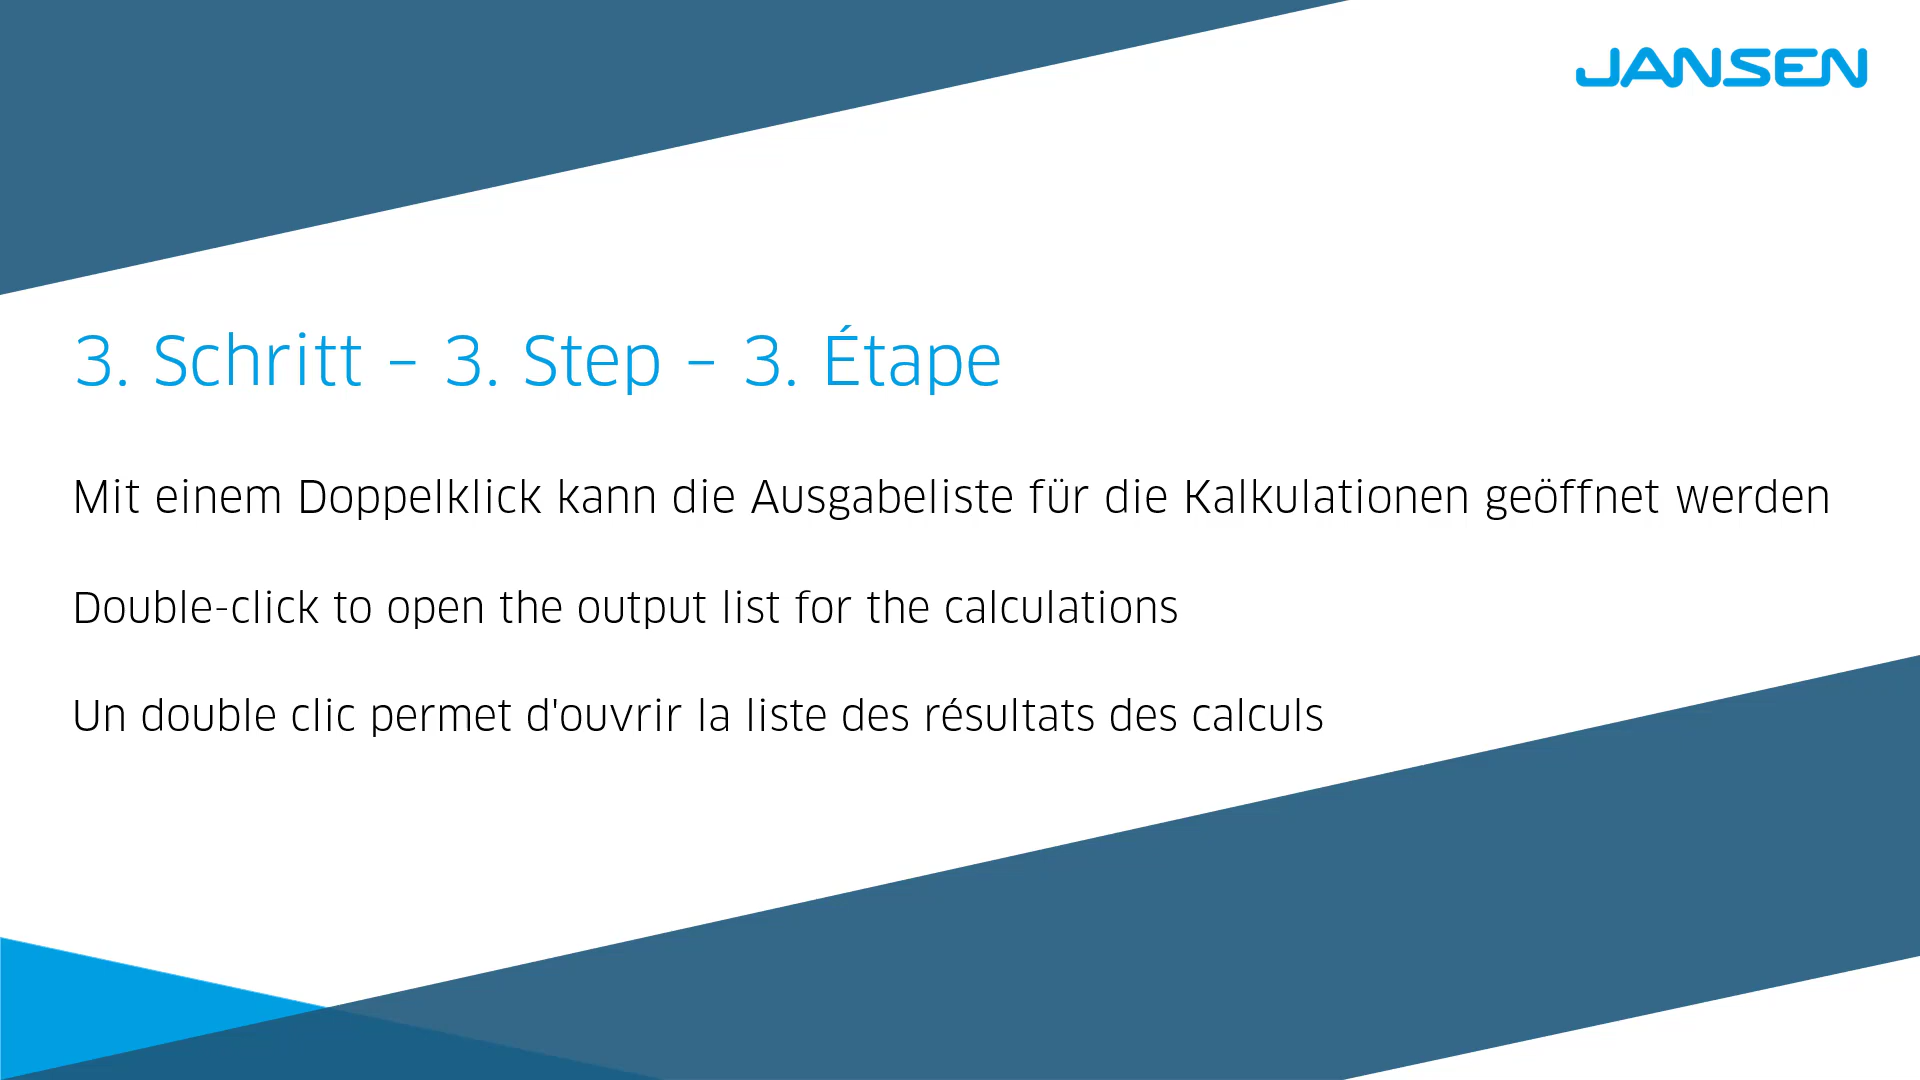 JANSEN
3. Schritt – 3. Step – 3. Étape
Mit einem Doppelklick kann die Ausgabeliste für die Kalkulationen geöffnet werden
Double-click to open the output list for the calculations
Un double clic permet d'ouvrir la liste des résultats des calculs